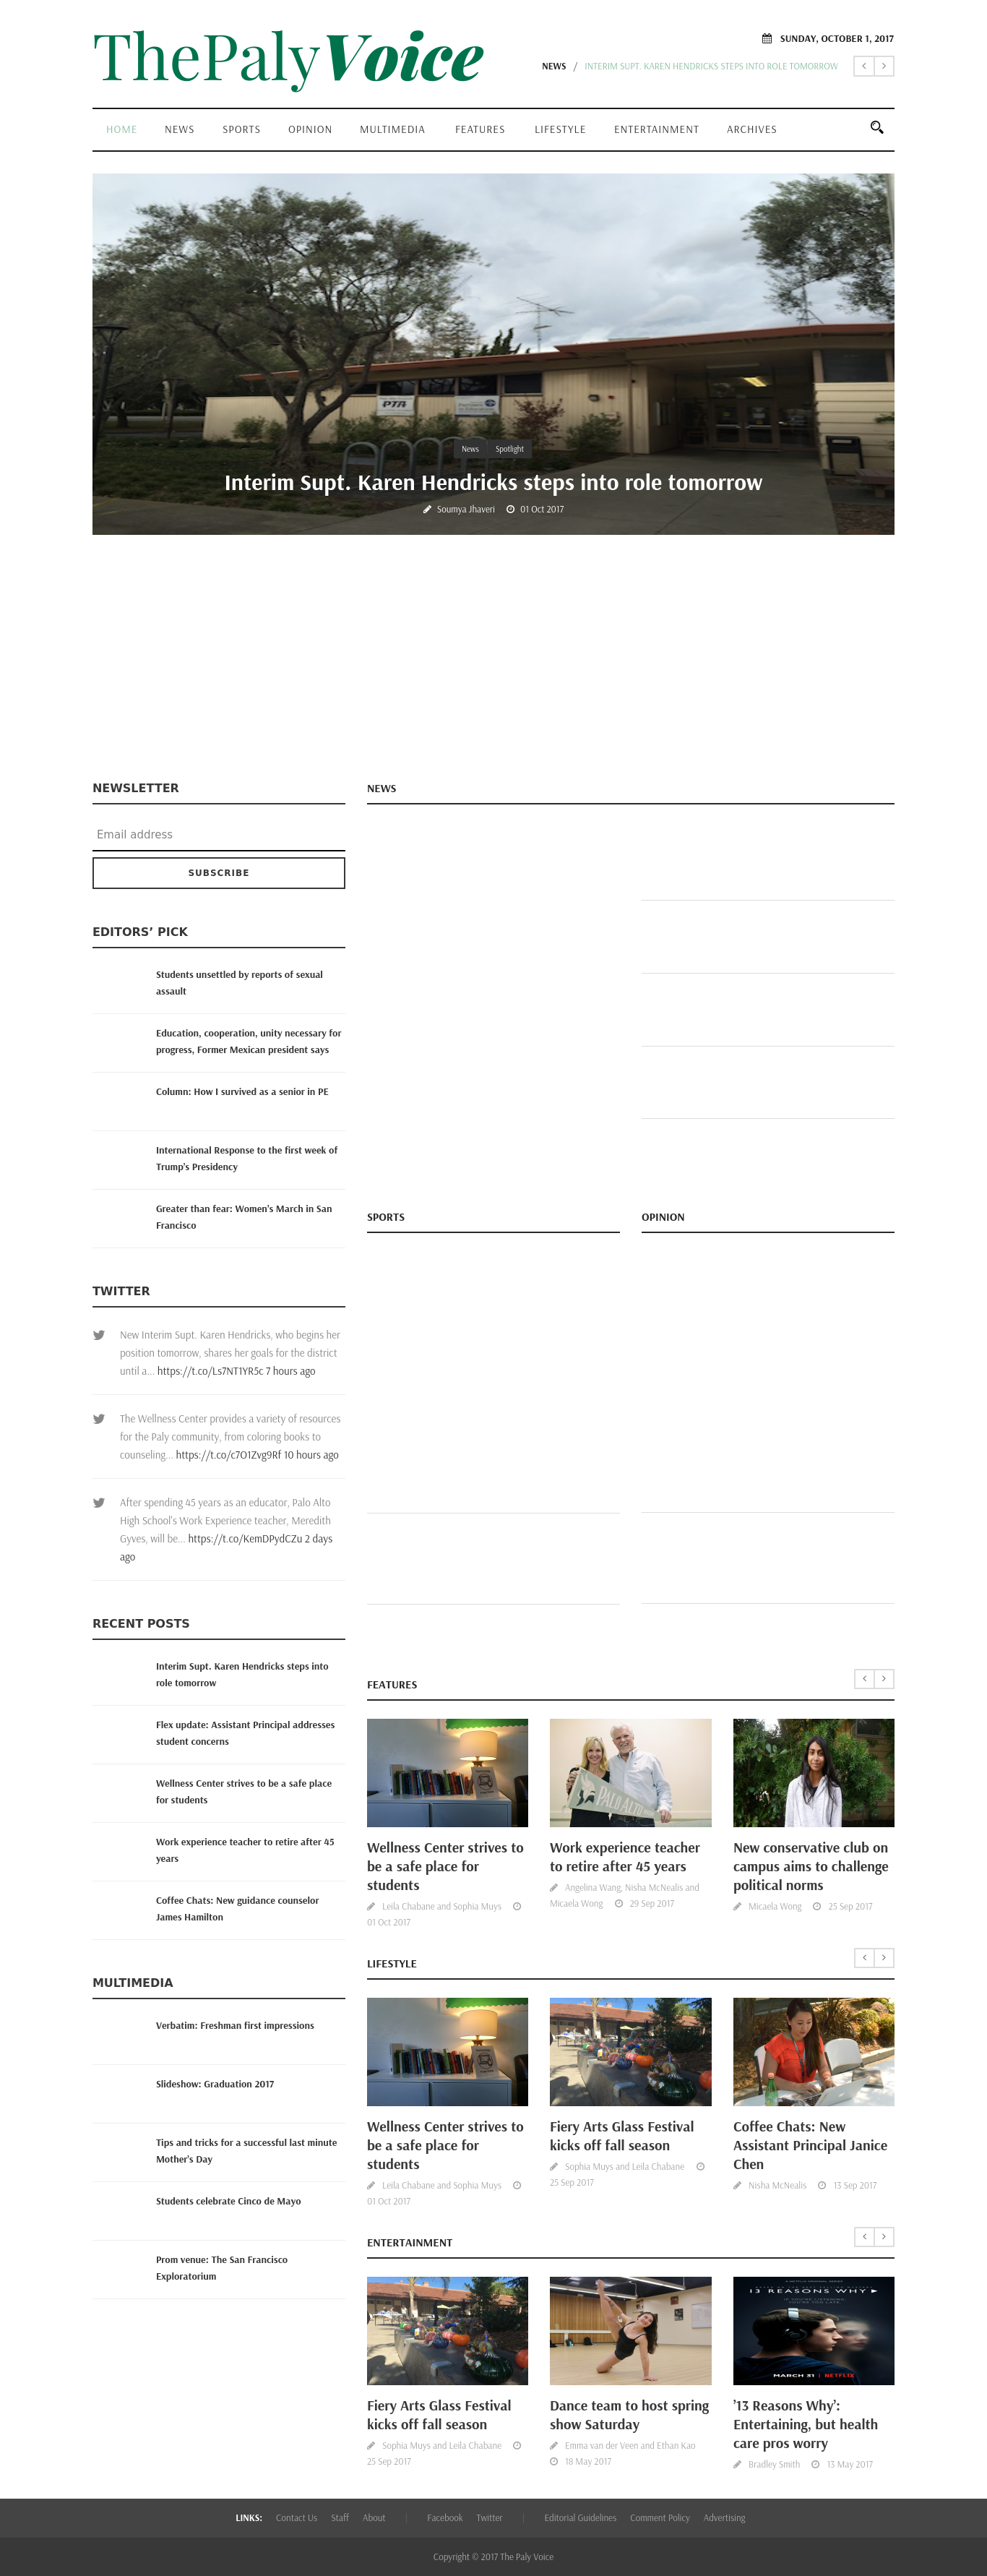 ThePalyVoice
SUNDAY, OCTOBER 1, 2017
NEWS / INTERIM SUPT. KAREN HENDRICKS STEPS INTO ROLE TOMORROW
HOME NEWS SPORTS OPINION MULTIMEDIA FEATURES LIFESTYLE ENTERTAINMENT ARCHIVES
PTA
News Spotlight
Interim Supt. Karen Hendricks steps into role tomorrow
Soumya Jhaveri 01 Oct 2017
NEWSLETTER
Email address
SUBSCRIBE
EDITORS’ PICK
Students unsettled by reports of sexual
assault
Education, cooperation, unity necessary for
progress, Former Mexican president says
Column: How I survived as a senior in PE
International Response to the first week of
Trump’s Presidency
Greater than fear: Women’s March in San
Francisco
TWITTER
New Interim Supt. Karen Hendricks, who begins her
position tomorrow, shares her goals for the district
until a... https://t.co/Ls7NT1YR5c 7 hours ago
The Wellness Center provides a variety of resources
for the Paly community, from coloring books to
counseling... https://t.co/c7O1Zvg9Rf 10 hours ago
After spending 45 years as an educator, Palo Alto
High School's Work Experience teacher, Meredith
Gyves, will be... https://t.co/KemDPydCZu 2 days
ago
RECENT POSTS
Interim Supt. Karen Hendricks steps into
role tomorrow
Flex update: Assistant Principal addresses
student concerns
Wellness Center strives to be a safe place
for students
Work experience teacher to retire after 45
years
Coffee Chats: New guidance counselor
James Hamilton
MULTIMEDIA
Verbatim: Freshman first impressions
Slideshow: Graduation 2017
Tips and tricks for a successful last minute
Mother’s Day
Students celebrate Cinco de Mayo
Prom venue: The San Francisco
Exploratorium
NEWS
SPORTS
OPINION
FEATURES
Wellness Center strives to
be a safe place for
students
Leila Chabane and Sophia Muys
01 Oct 2017
PALO A
Work experience teacher
to retire after 45 years
Angelina Wang, Nisha McNealis and
Micaela Wong 29 Sep 2017
New conservative club on
campus aims to challenge
political norms
Micaela Wong 25 Sep 2017
LIFESTYLE
Wellness Center strives to
be a safe place for
students
Leila Chabane and Sophia Muys
01 Oct 2017
Fiery Arts Glass Festival
kicks off fall season
Sophia Muys and Leila Chabane
25 Sep 2017
Coffee Chats: New
Assistant Principal Janice
Chen
Nisha McNealis 13 Sep 2017
ENTERTAINMENT
Fiery Arts Glass Festival
kicks off fall season
Sophia Muys and Leila Chabane
25 Sep 2017
Dance team to host spring
show Saturday
Emma van der Veen and Ethan Kao
18 May 2017
13 REASONS WHY
IF YOU'RE LISTENING,
YOU'RE TOO LATE.
MARCH 31 | NETFLIX
’13 Reasons Why’:
Entertaining, but health
care pros worry
Bradley Smith 13 May 2017
LINKS: Contact Us Staff About | Facebook Twitter | Editorial Guidelines Comment Policy Advertising
Copyright © 2017 The Paly Voice